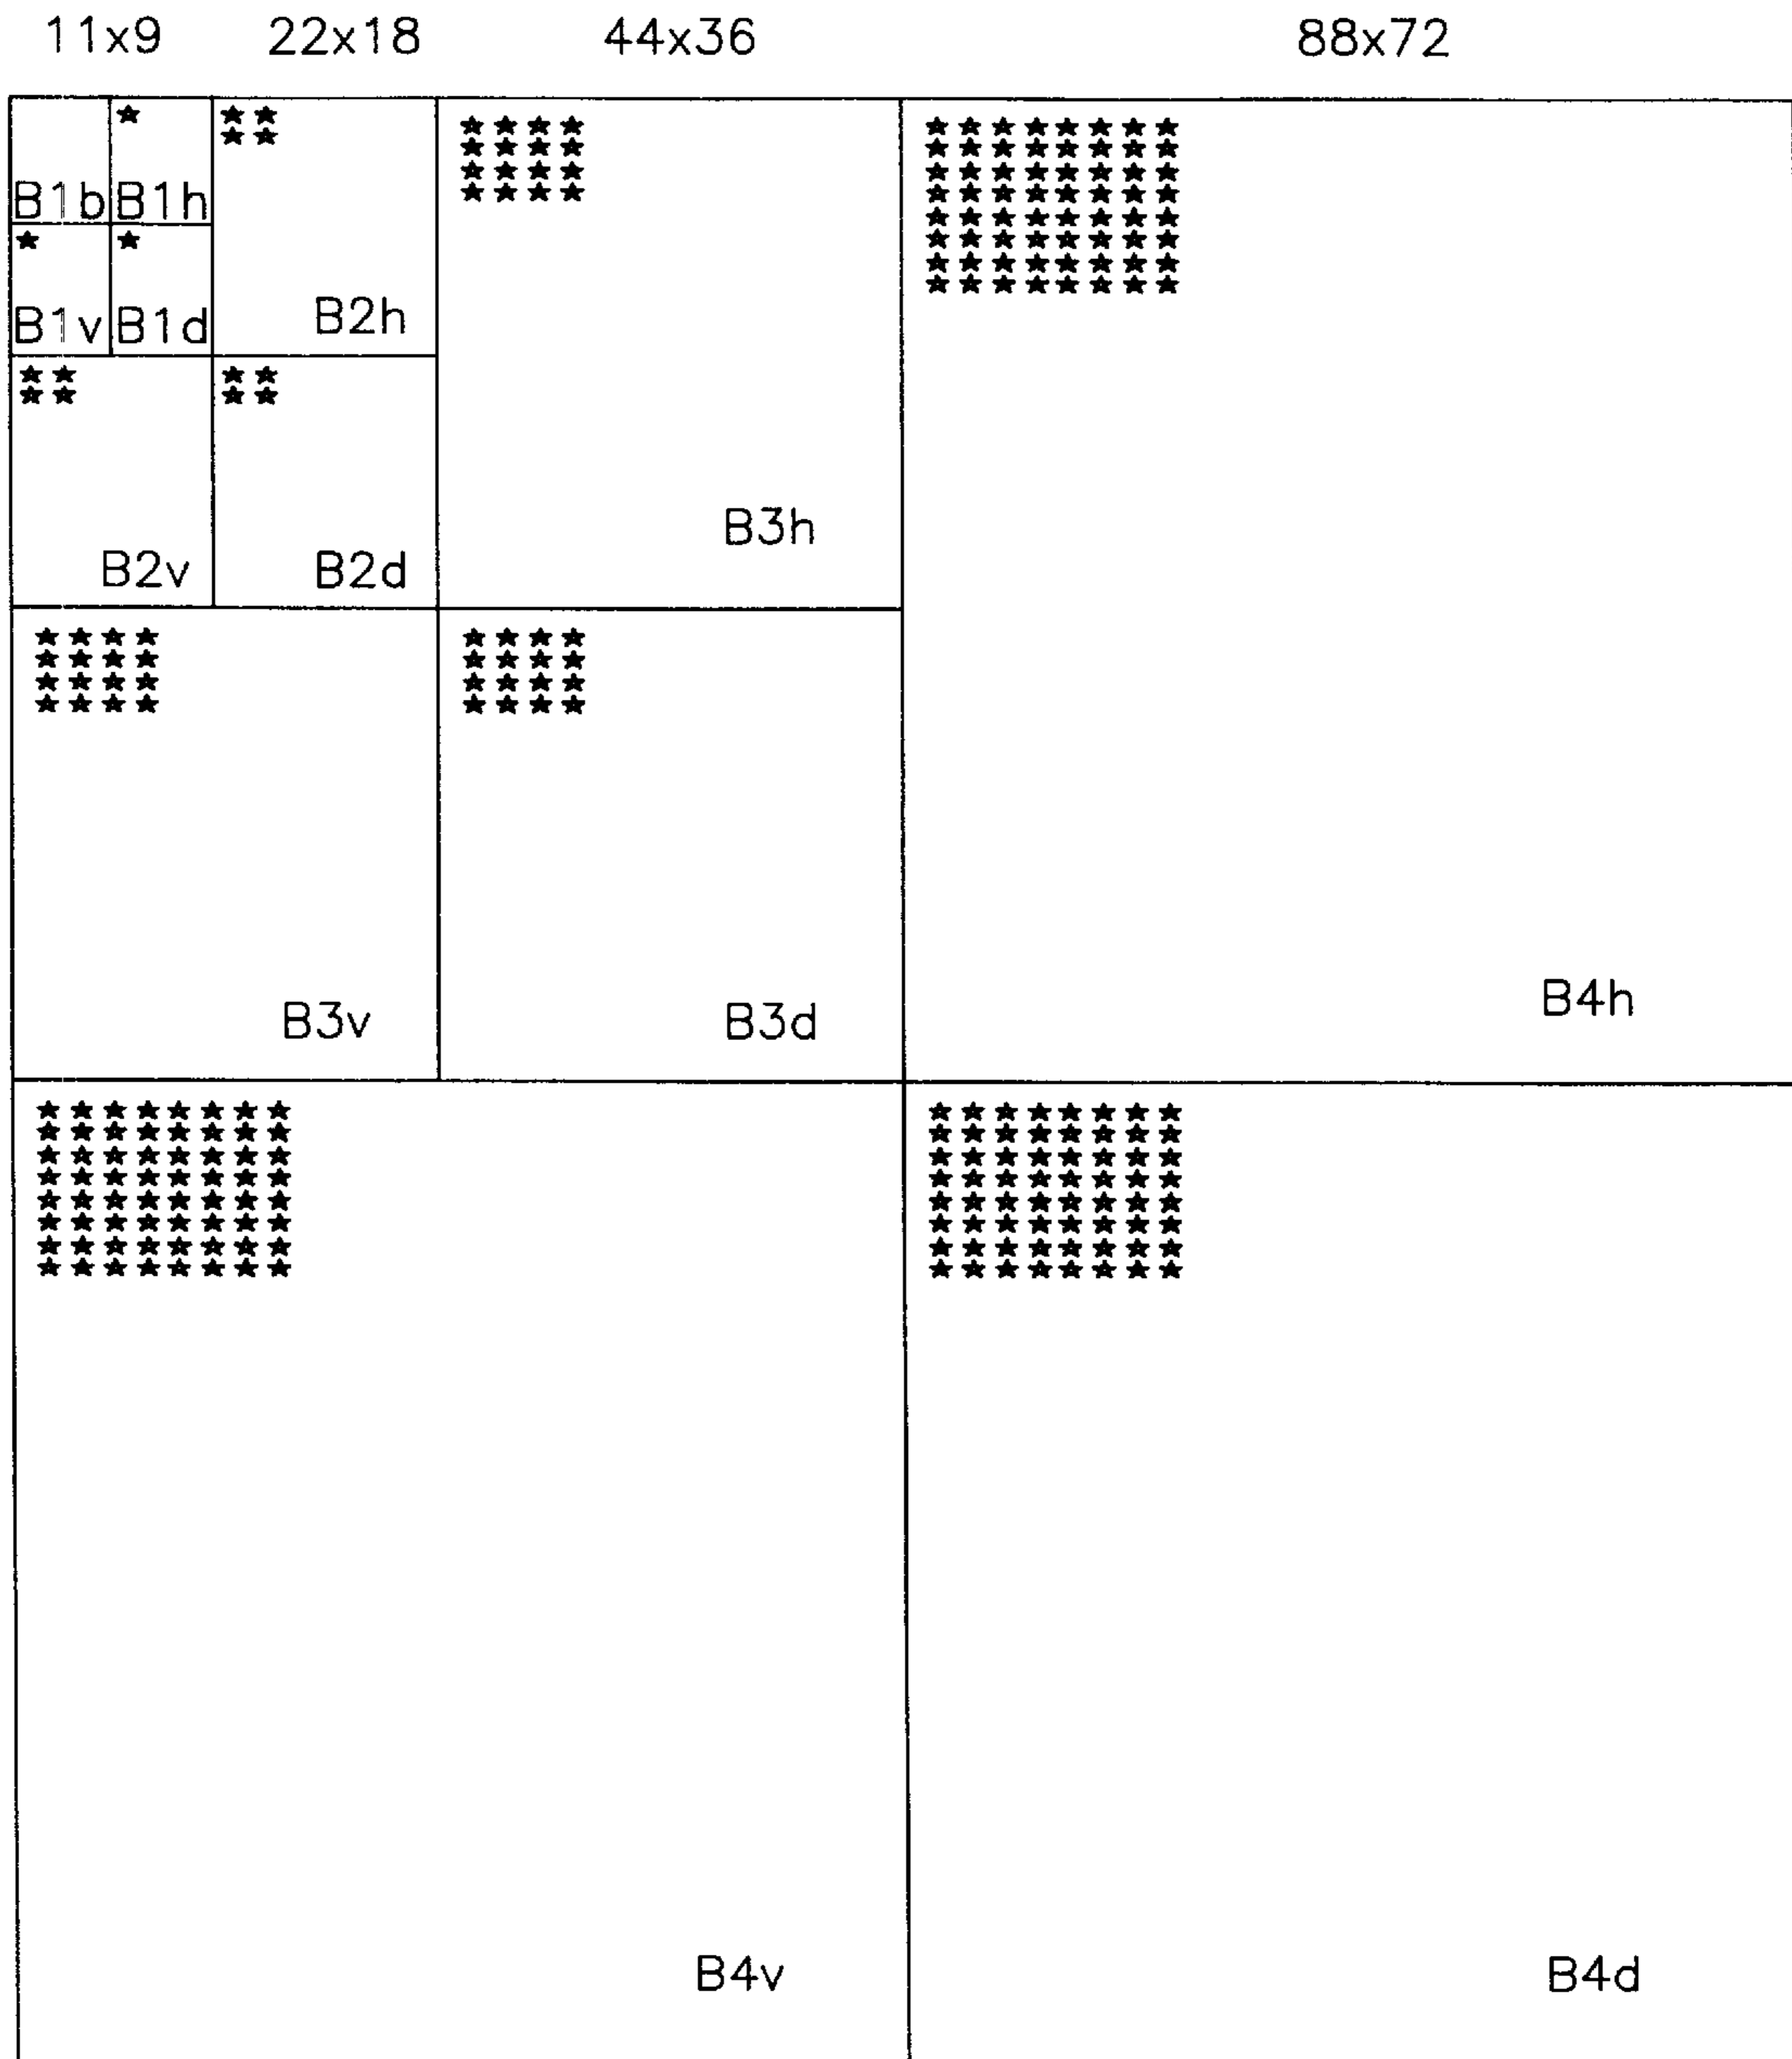 11x9 22x18 44x36 88x72
B1b B1h
B1v B1d B2h
B2v B2d B3h
B3v B3d B4h
B4v B4d